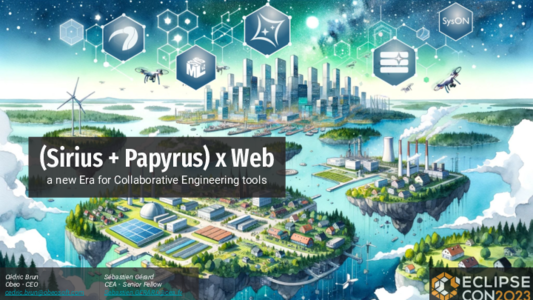 SysON
ML
(Sirius + Papyrus) x Web
a new Era for Collaborative Engineering tools
Cédric Brun
Obeo - CEO
Sébastien Gérard
CEA - Senior Fellow
ECLIPSE
CON2023